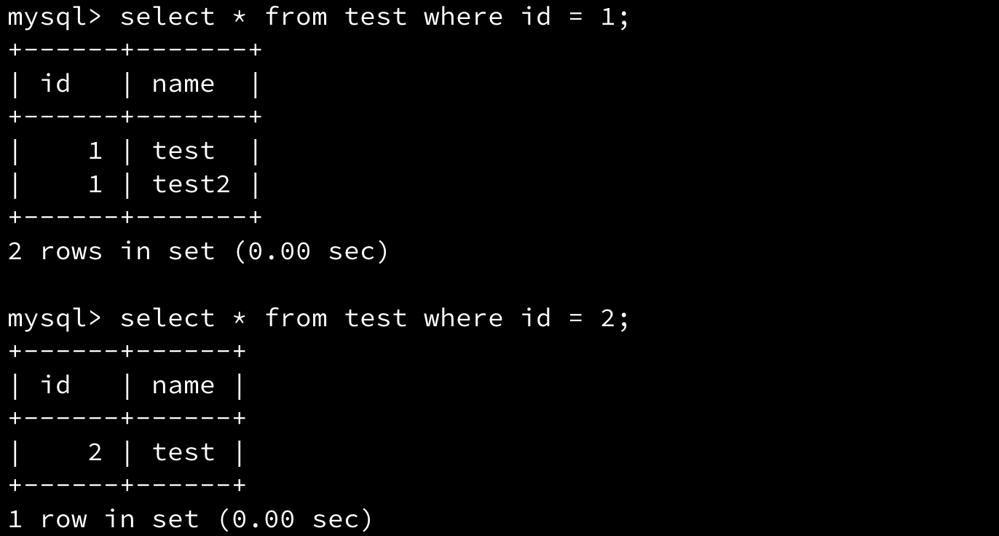 mysql> select * from test where id = 1;
+------+-------+
| id   | name  |
+------+-------+
|    1 | test  |
|    1 | test2 |
+------+-------+
2 rows in set (0.00 sec)

mysql> select * from test where id = 2;
+------+------+
| id   | name |
+------+------+
|    2 | test |
+------+------+
1 row in set (0.00 sec)